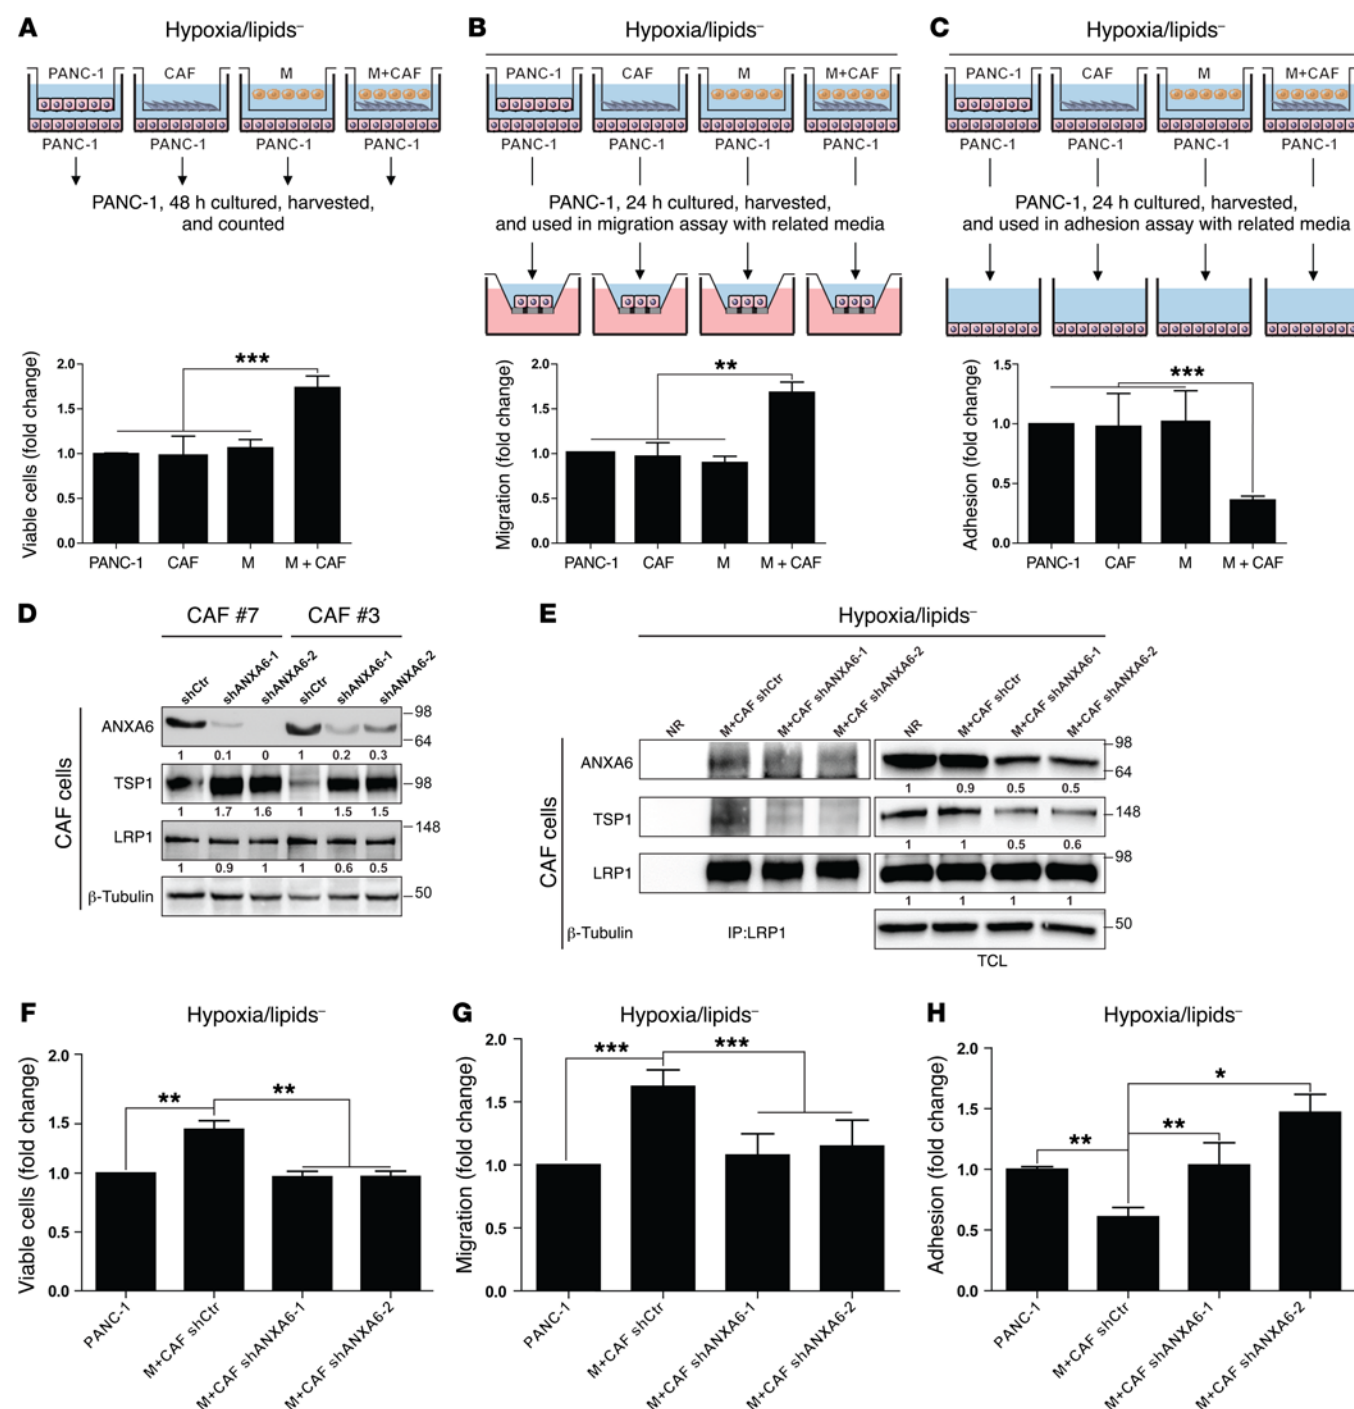 A
Hypoxia/lipids⁻
PANC-1 CAF M M+CAF
PANC-1 PANC-1 PANC-1 PANC-1
PANC-1, 48 h cultured, harvested,
and counted
Viable cells (fold change)
2.0
1.5
1.0
0.5
0.0
***
PANC-1 CAF M M + CAF
B
Hypoxia/lipids⁻
PANC-1 CAF M M+CAF
PANC-1 PANC-1 PANC-1 PANC-1
PANC-1, 24 h cultured, harvested,
and used in migration assay with related media
Migration (fold change)
2.0
1.5
1.0
0.5
0.0
**
PANC-1 CAF M M + CAF
C
Hypoxia/lipids⁻
PANC-1 CAF M M+CAF
PANC-1 PANC-1 PANC-1 PANC-1
PANC-1, 24 h cultured, harvested,
and used in adhesion assay with related media
Adhesion (fold change)
1.5
1.0
0.5
0.0
***
PANC-1 CAF M M + CAF
D
CAF #7 CAF #3
shCtr shANXA6-1 shANXA6-2 shCtr shANXA6-1 shANXA6-2
CAF cells
ANXA6 98
64
1 0.1 0 1 0.2 0.3
TSP1 98
1 1.7 1.6 1 1.5 1.5
LRP1 148
1 0.9 1 1 0.6 0.5
β-Tubulin 50
E
Hypoxia/lipids⁻
NR M+CAF shCtr M+CAF shANXA6-1 M+CAF shANXA6-2 NR M+CAF shCtr M+CAF shANXA6-1 M+CAF shANXA6-2
CAF cells
ANXA6 98
64
1 0.9 0.5 0.5
TSP1 148
1 1 0.5 0.6
LRP1 98
1 1 1 1
β-Tubulin IP:LRP1 50
TCL
F
Hypoxia/lipids⁻
Viable cells (fold change)
2.0
1.5
1.0
0.5
0.0
** **
PANC-1 M+CAF shCtr M+CAF shANXA6-1 M+CAF shANXA6-2
G
Hypoxia/lipids⁻
Migration (fold change)
2.0
1.5
1.0
0.5
0.0
*** ***
PANC-1 M+CAF shCtr M+CAF shANXA6-1 M+CAF shANXA6-2
H
Hypoxia/lipids⁻
Adhesion (fold change)
2.0
1.5
1.0
0.5
0.0
*
** **
PANC-1 M+CAF shCtr M+CAF shANXA6-1 M+CAF shANXA6-2